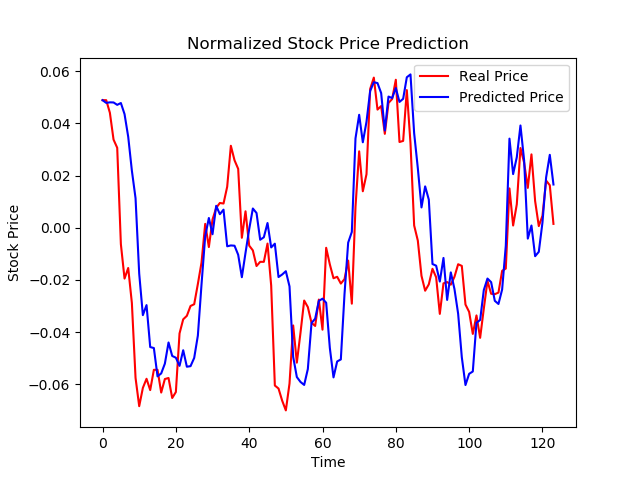 Normalized Stock Price Prediction
Real Price
Predicted Price
0.06
0.04
0.02
0.00
−0.02
−0.04
−0.06
Stock Price
0 20 40 60 80 100 120
Time